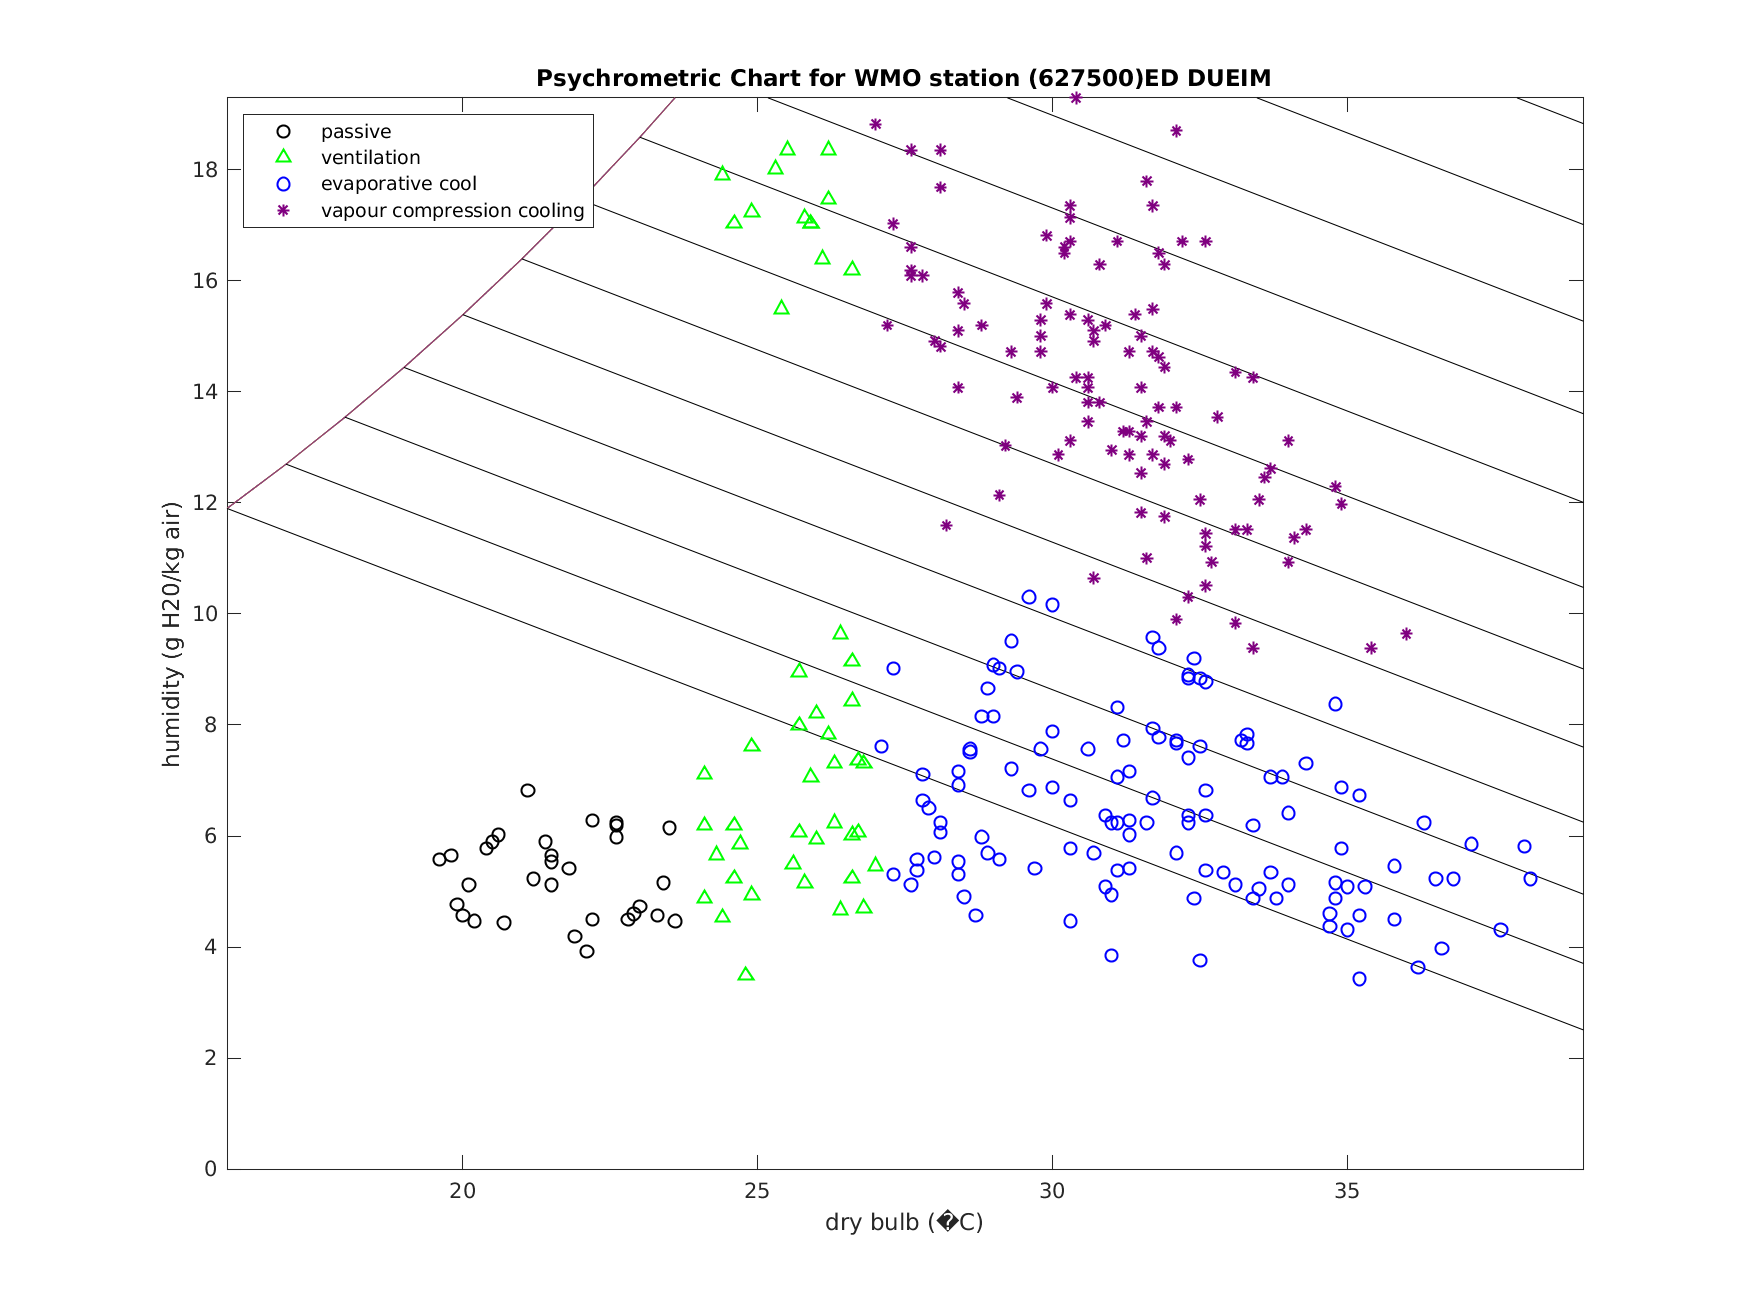 Psychrometric Chart for WMO station (627500)ED DUEIM
passive
ventilation
evaporative cool
vapour compression cooling
humidity (g H20/kg air)
18
16
14
12
10
8
6
4
2
0
20 25 30 35
dry bulb (�C)